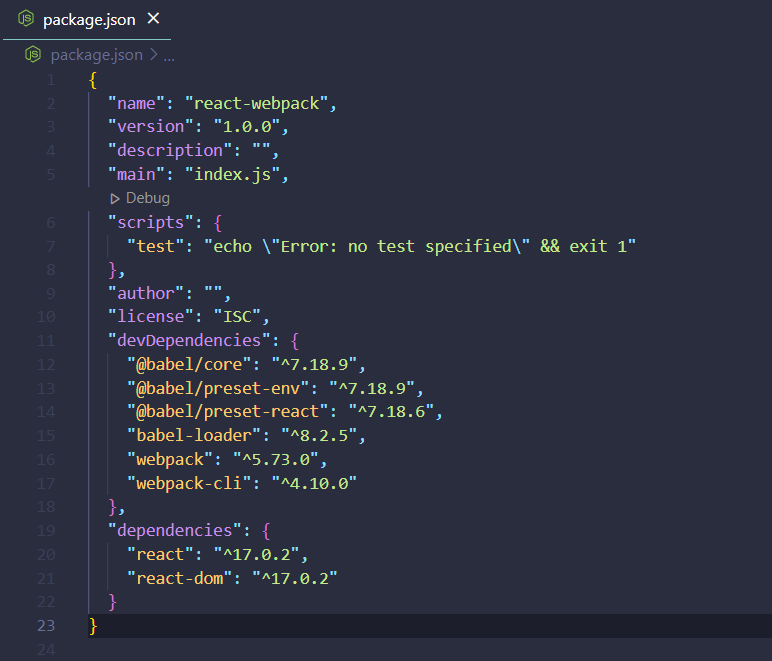 package.json ✕
package.json > ...
1 {
2 "name": "react-webpack",
3 "version": "1.0.0",
4 "description": "",
5 "main": "index.js",
Debug
6 "scripts": {
7 "test": "echo \"Error: no test specified\" && exit 1"
8 },
9 "author": "",
10 "license": "ISC",
11 "devDependencies": {
12 "@babel/core": "^7.18.9",
13 "@babel/preset-env": "^7.18.9",
14 "@babel/preset-react": "^7.18.6",
15 "babel-loader": "^8.2.5",
16 "webpack": "^5.73.0",
17 "webpack-cli": "^4.10.0"
18 },
19 "dependencies": {
20 "react": "^17.0.2",
21 "react-dom": "^17.0.2"
22 }
23 }
24